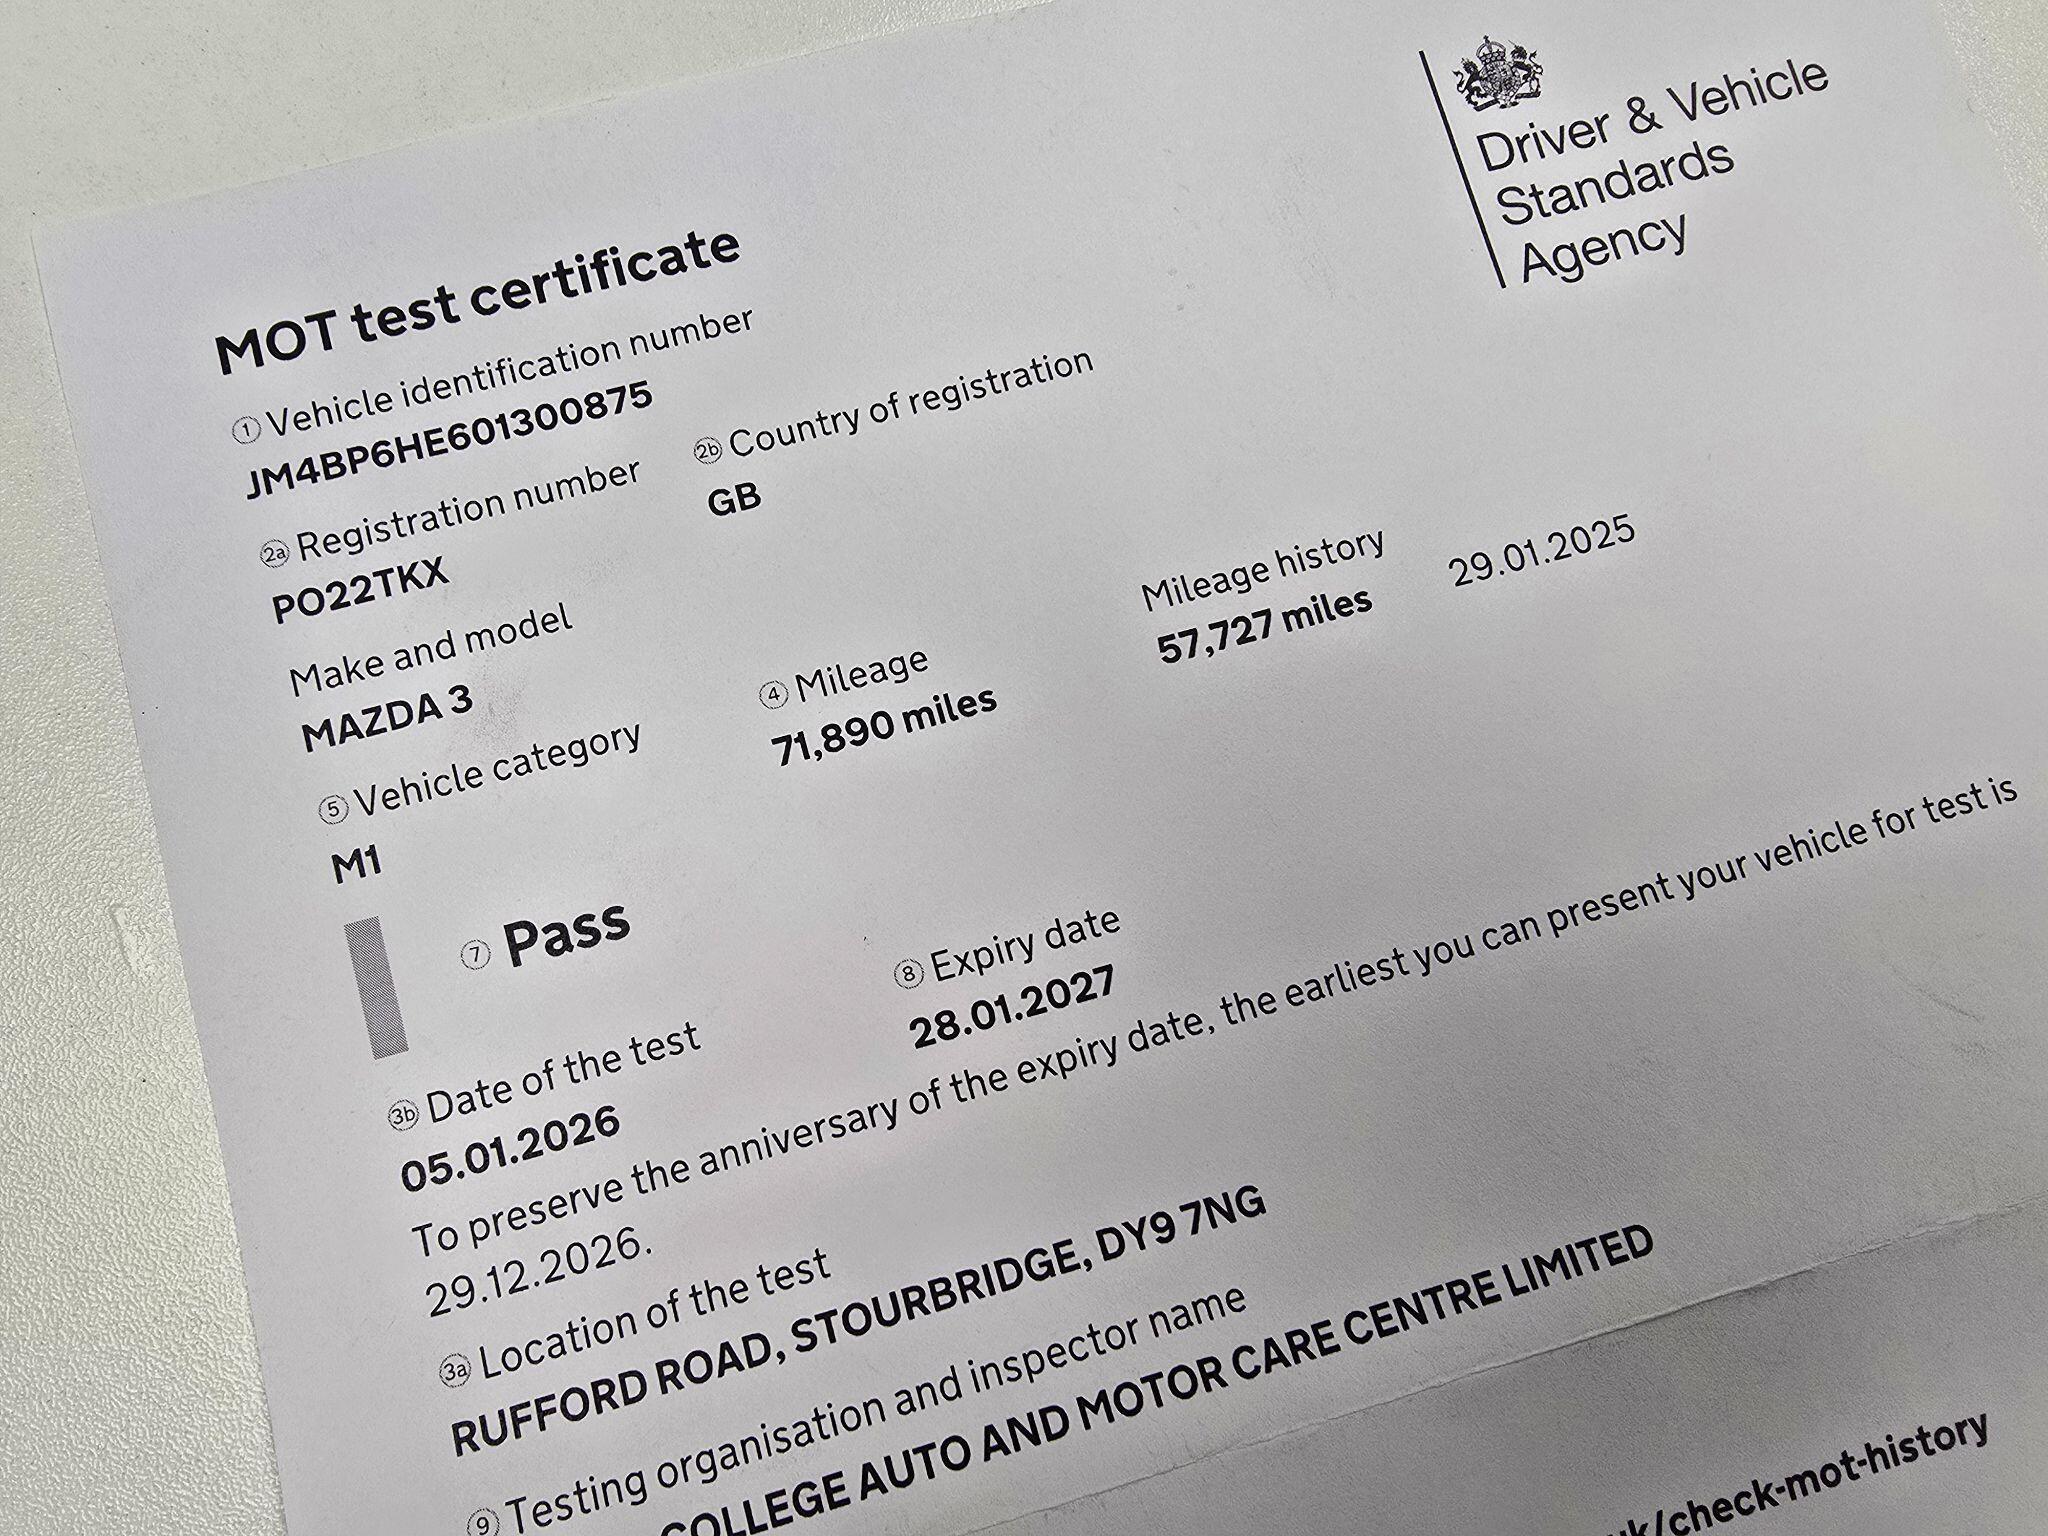 Driver & Vehicle
Standards
Agency
MOT test certificate
1 Vehicle identification number
JM4BP6HE601300875
2a Registration number
PO22TKX
2b Country of registration
GB
Make and model
MAZDA 3
5 Vehicle category
M1
4 Mileage
71,890 miles
Mileage history
57,727 miles 29.01.2025
7 Pass
3b Date of the test
05.01.2026
8 Expiry date
28.01.2027
To preserve the anniversary of the expiry date, the earliest you can present your vehicle for test is
29.12.2026.
3a Location of the test
RUFFORD ROAD, STOURBRIDGE, DY9 7NG
9 Testing organisation and inspector name
COLLEGE AUTO AND MOTOR CARE CENTRE LIMITED
uk/check-mot-history